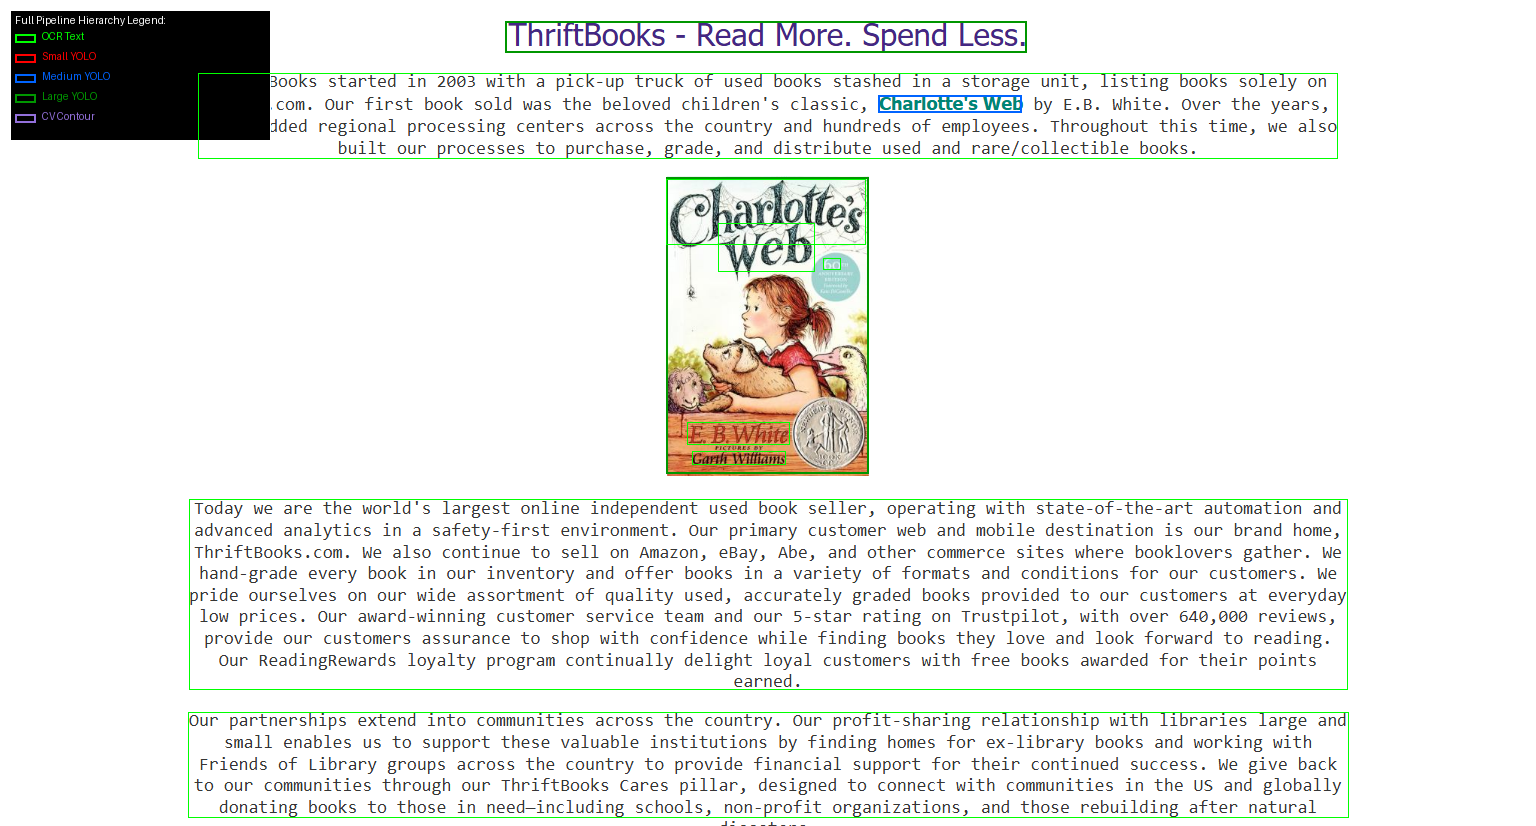 Full Pipeline Hierarchy Legend:
OCR Text
Small YOLO
Medium YOLO
Large YOLO
CV Contour
ThriftBooks - Read More. Spend Less.
Books started in 2003 with a pick-up truck of used books stashed in a storage unit, listing books solely on
.com. Our first book sold was the beloved children's classic, Charlotte's Web by E.B. White. Over the years,
dded regional processing centers across the country and hundreds of employees. Throughout this time, we also
built our processes to purchase, grade, and distribute used and rare/collectible books.
Charlotte's
Web
60TH
ANNIVERSARY
EDITION
E. B. White
PICTURES BY
Garth Williams
Today we are the world's largest online independent used book seller, operating with state-of-the-art automation and
advanced analytics in a safety-first environment. Our primary customer web and mobile destination is our brand home,
ThriftBooks.com. We also continue to sell on Amazon, eBay, Abe, and other commerce sites where booklovers gather. We
hand-grade every book in our inventory and offer books in a variety of formats and conditions for our customers. We
pride ourselves on our wide assortment of quality used, accurately graded books provided to our customers at everyday
low prices. Our award-winning customer service team and our 5-star rating on Trustpilot, with over 640,000 reviews,
provide our customers assurance to shop with confidence while finding books they love and look forward to reading.
Our ReadingRewards loyalty program continually delight loyal customers with free books awarded for their points
earned.
Our partnerships extend into communities across the country. Our profit-sharing relationship with libraries large and
small enables us to support these valuable institutions by finding homes for ex-library books and working with
Friends of Library groups across the country to provide financial support for their continued success. We give back
to our communities through our ThriftBooks Cares pillar, designed to connect with communities in the US and globally
donating books to those in need—including schools, non-profit organizations, and those rebuilding after natural